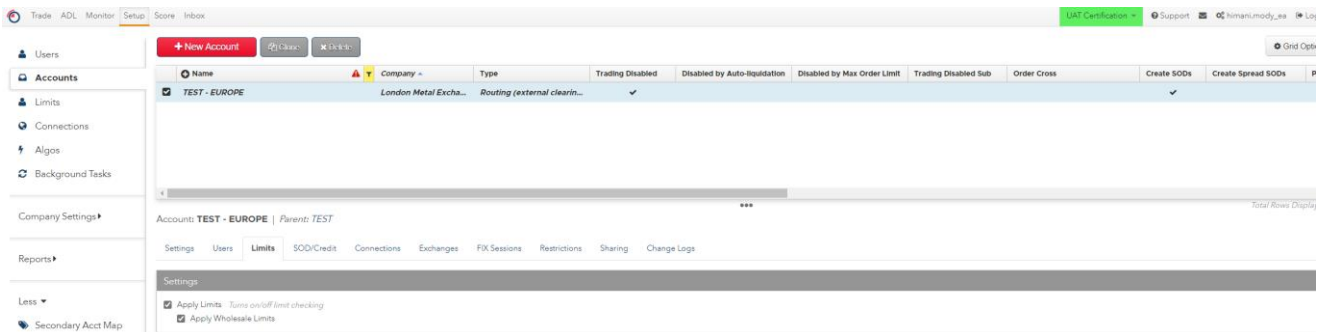 Trade ADL Monitor Setup Score Inbox
UAT Certification Support himani.mody_ea
Users
Accounts
Limits
Connections
Algos
Background Tasks
Company Settings
Reports
Less
Secondary Acct Map
+ New Account Clone Delete
Grid
Name Company Type Trading Disabled Disabled by Auto-liquidation Disabled by Max Order Limit Trading Disabled Sub Order Cross Create SODs Create Spread SODs
TEST - EUROPE London Metal Excha... Routing (external clearin...
Total Rows
Account: TEST - EUROPE | Parent: TEST
Settings Users Limits SOD/Credit Connections Exchanges FIX Sessions Restrictions Sharing Change Logs
Settings
Apply Limits Turns on/off limit checking
Apply Wholesale Limits